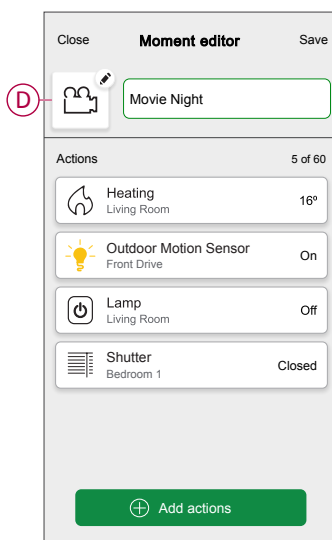 Close Moment editor Save
D
Movie Night
Actions 5 of 60
Heating
Living Room
16º
Outdoor Motion Sensor
Front Drive
On
Lamp
Living Room
Off
Shutter
Bedroom 1
Closed
Add actions